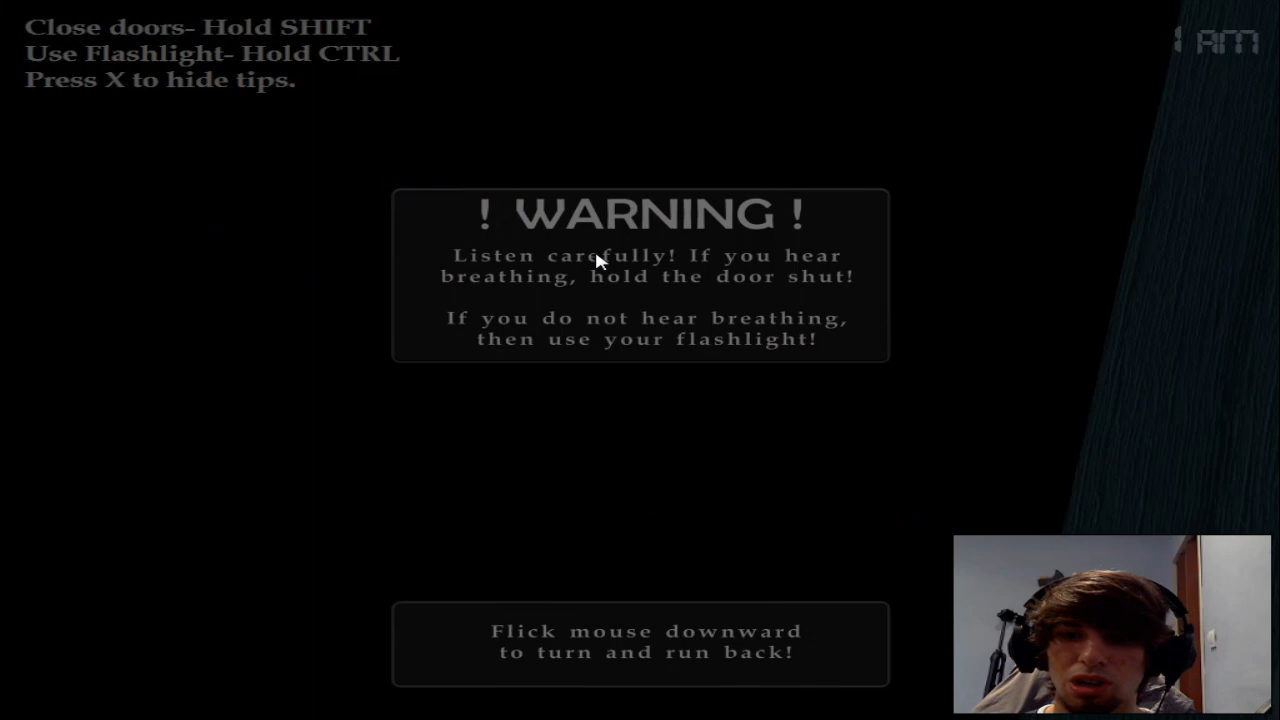 Close doors- Hold SHIFT
Use Flashlight- Hold CTRL
Press X to hide tips.
1 AM
! WARNING !
Listen carefully! If you hear
breathing, hold the door shut!
If you do not hear breathing,
then use your flashlight!
Flick mouse downward
to turn and run back!